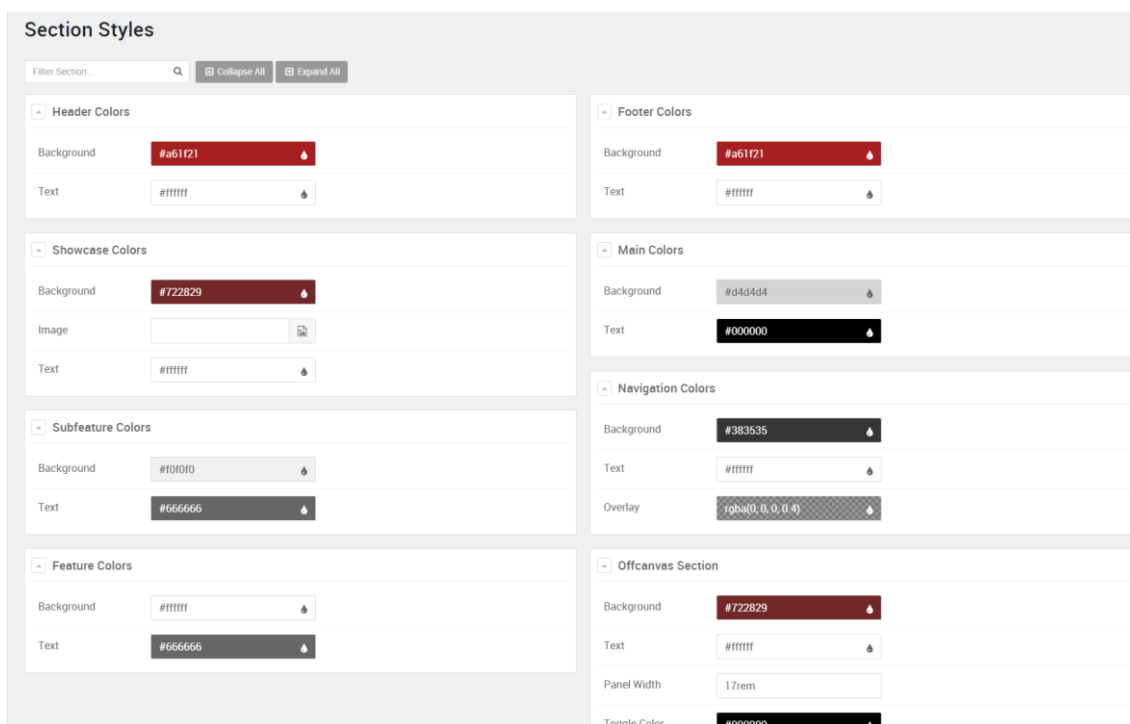 Section Styles
Filter Section...
Collapse All
Expand All
Header Colors
Background #a61f21
Text #ffffff
Showcase Colors
Background #722829
Image
Text #ffffff
Subfeature Colors
Background #f0f0f0
Text #666666
Feature Colors
Background #ffffff
Text #666666
Footer Colors
Background #a61f21
Text #ffffff
Main Colors
Background #d4d4d4
Text #000000
Navigation Colors
Background #383535
Text #ffffff
Overlay rgba(0, 0, 0, 0.4)
Offcanvas Section
Background #722829
Text #ffffff
Panel Width 17rem
Toggle Color #000000